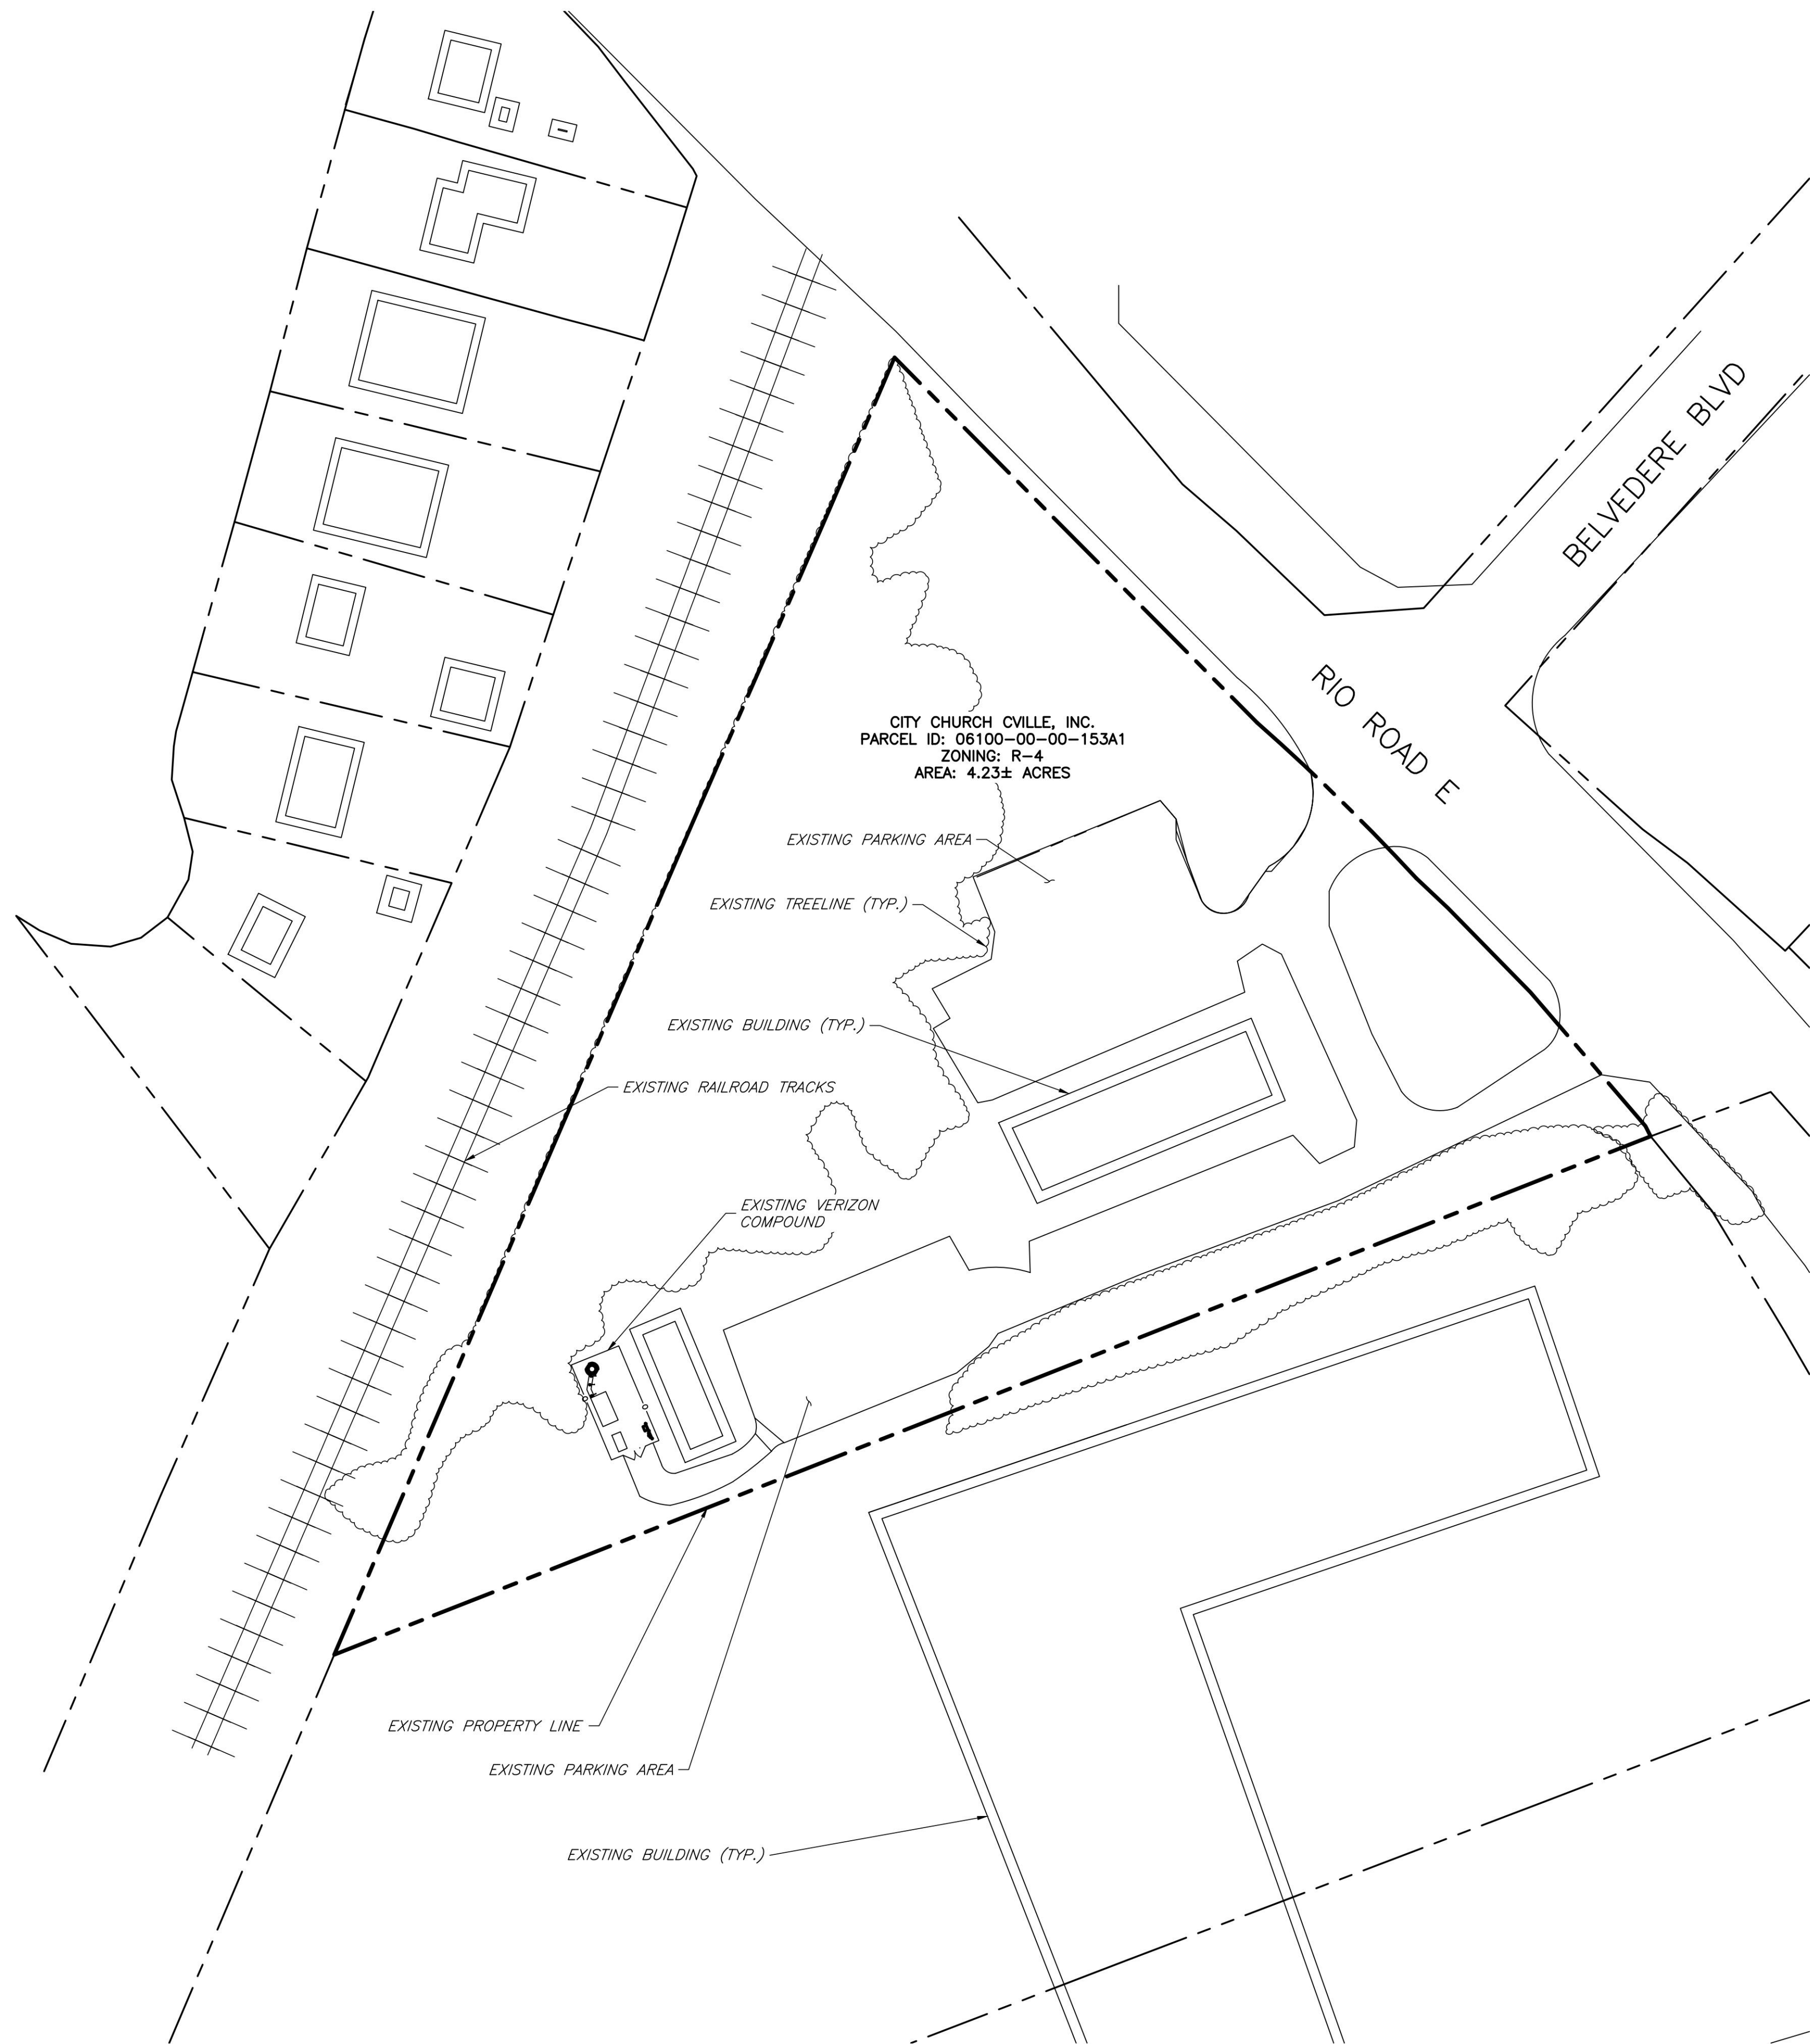 BELVEDERE BLVD
RIO ROAD E
CITY CHURCH CVILLE, INC.
PARCEL ID: 06100-00-00-153A1
ZONING: R-4
AREA: 4.23± ACRES
EXISTING PARKING AREA
EXISTING TREELINE (TYP.)
EXISTING BUILDING (TYP.)
EXISTING RAILROAD TRACKS
EXISTING VERIZON
COMPOUND
EXISTING PROPERTY LINE
EXISTING PARKING AREA
EXISTING BUILDING (TYP.)